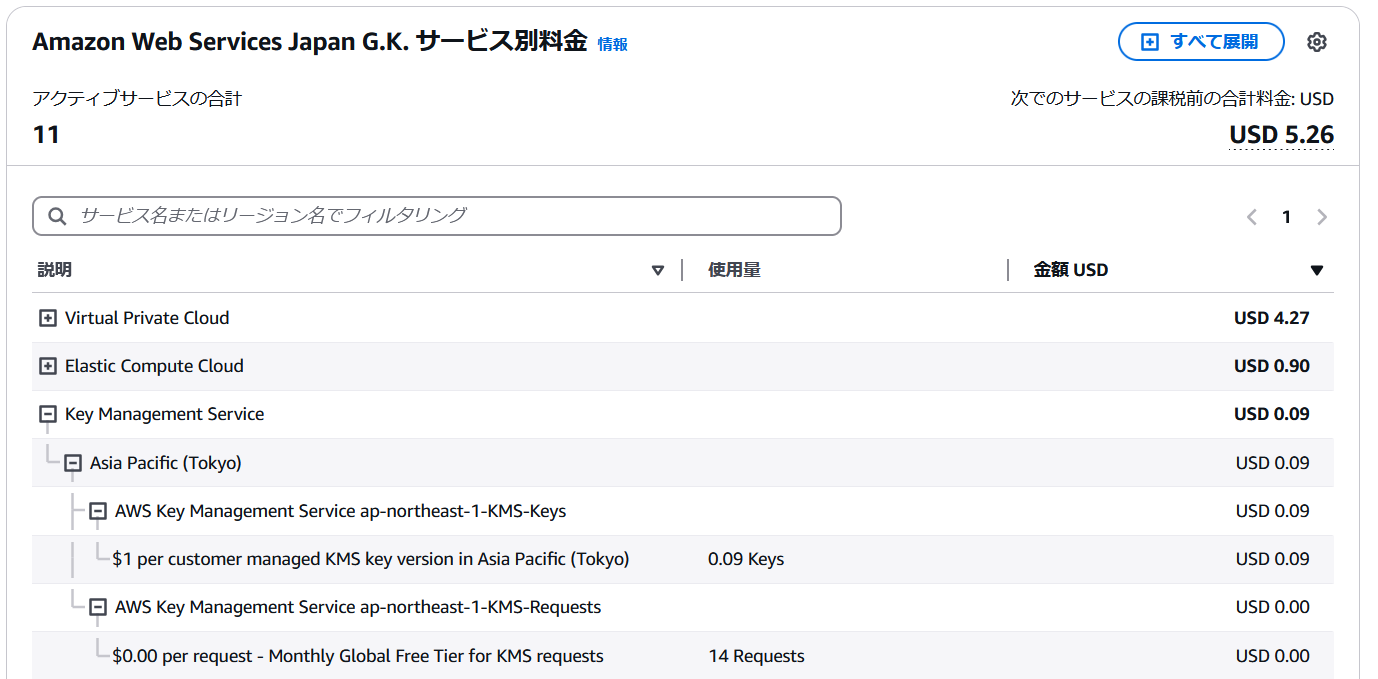 Amazon Web Services Japan G.K. サービス別料金 情報
すべて展開
アクティブサービスの合計
次でのサービスの課税前の合計料金: USD
11
USD 5.26
サービス名またはリージョン名でフィルタリング
1
説明 使用量 金額 USD
Virtual Private Cloud USD 4.27
Elastic Compute Cloud USD 0.90
Key Management Service USD 0.09
Asia Pacific (Tokyo) USD 0.09
AWS Key Management Service ap-northeast-1-KMS-Keys USD 0.09
$1 per customer managed KMS key version in Asia Pacific (Tokyo) 0.09 Keys USD 0.09
AWS Key Management Service ap-northeast-1-KMS-Requests USD 0.00
$0.00 per request - Monthly Global Free Tier for KMS requests 14 Requests USD 0.00